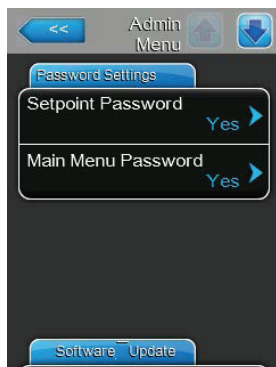 <<
Admin
Menu
Password Settings
Setpoint Password
Yes
Main Menu Password
Yes
Software Update